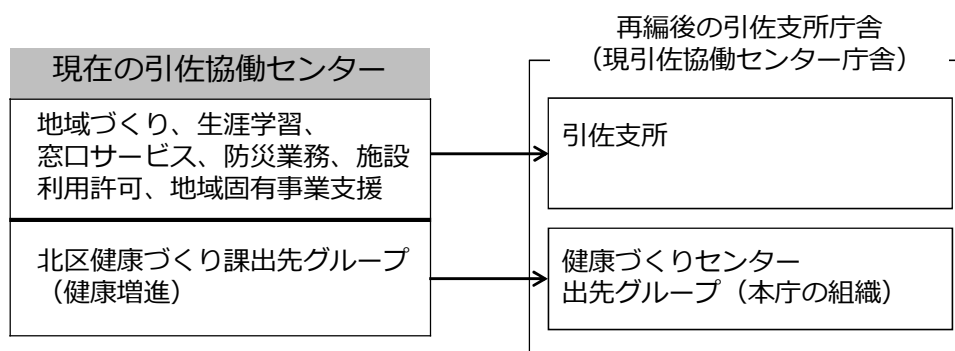 再編後の引佐支所庁舎
（現引佐協働センター庁舎）
現在の引佐協働センター
地域づくり、生涯学習、
窓口サービス、防災業務、施設
利用許可、地域固有事業支援
引佐支所
北区健康づくり課出先グループ
（健康増進）
健康づくりセンター
出先グループ（本庁の組織）